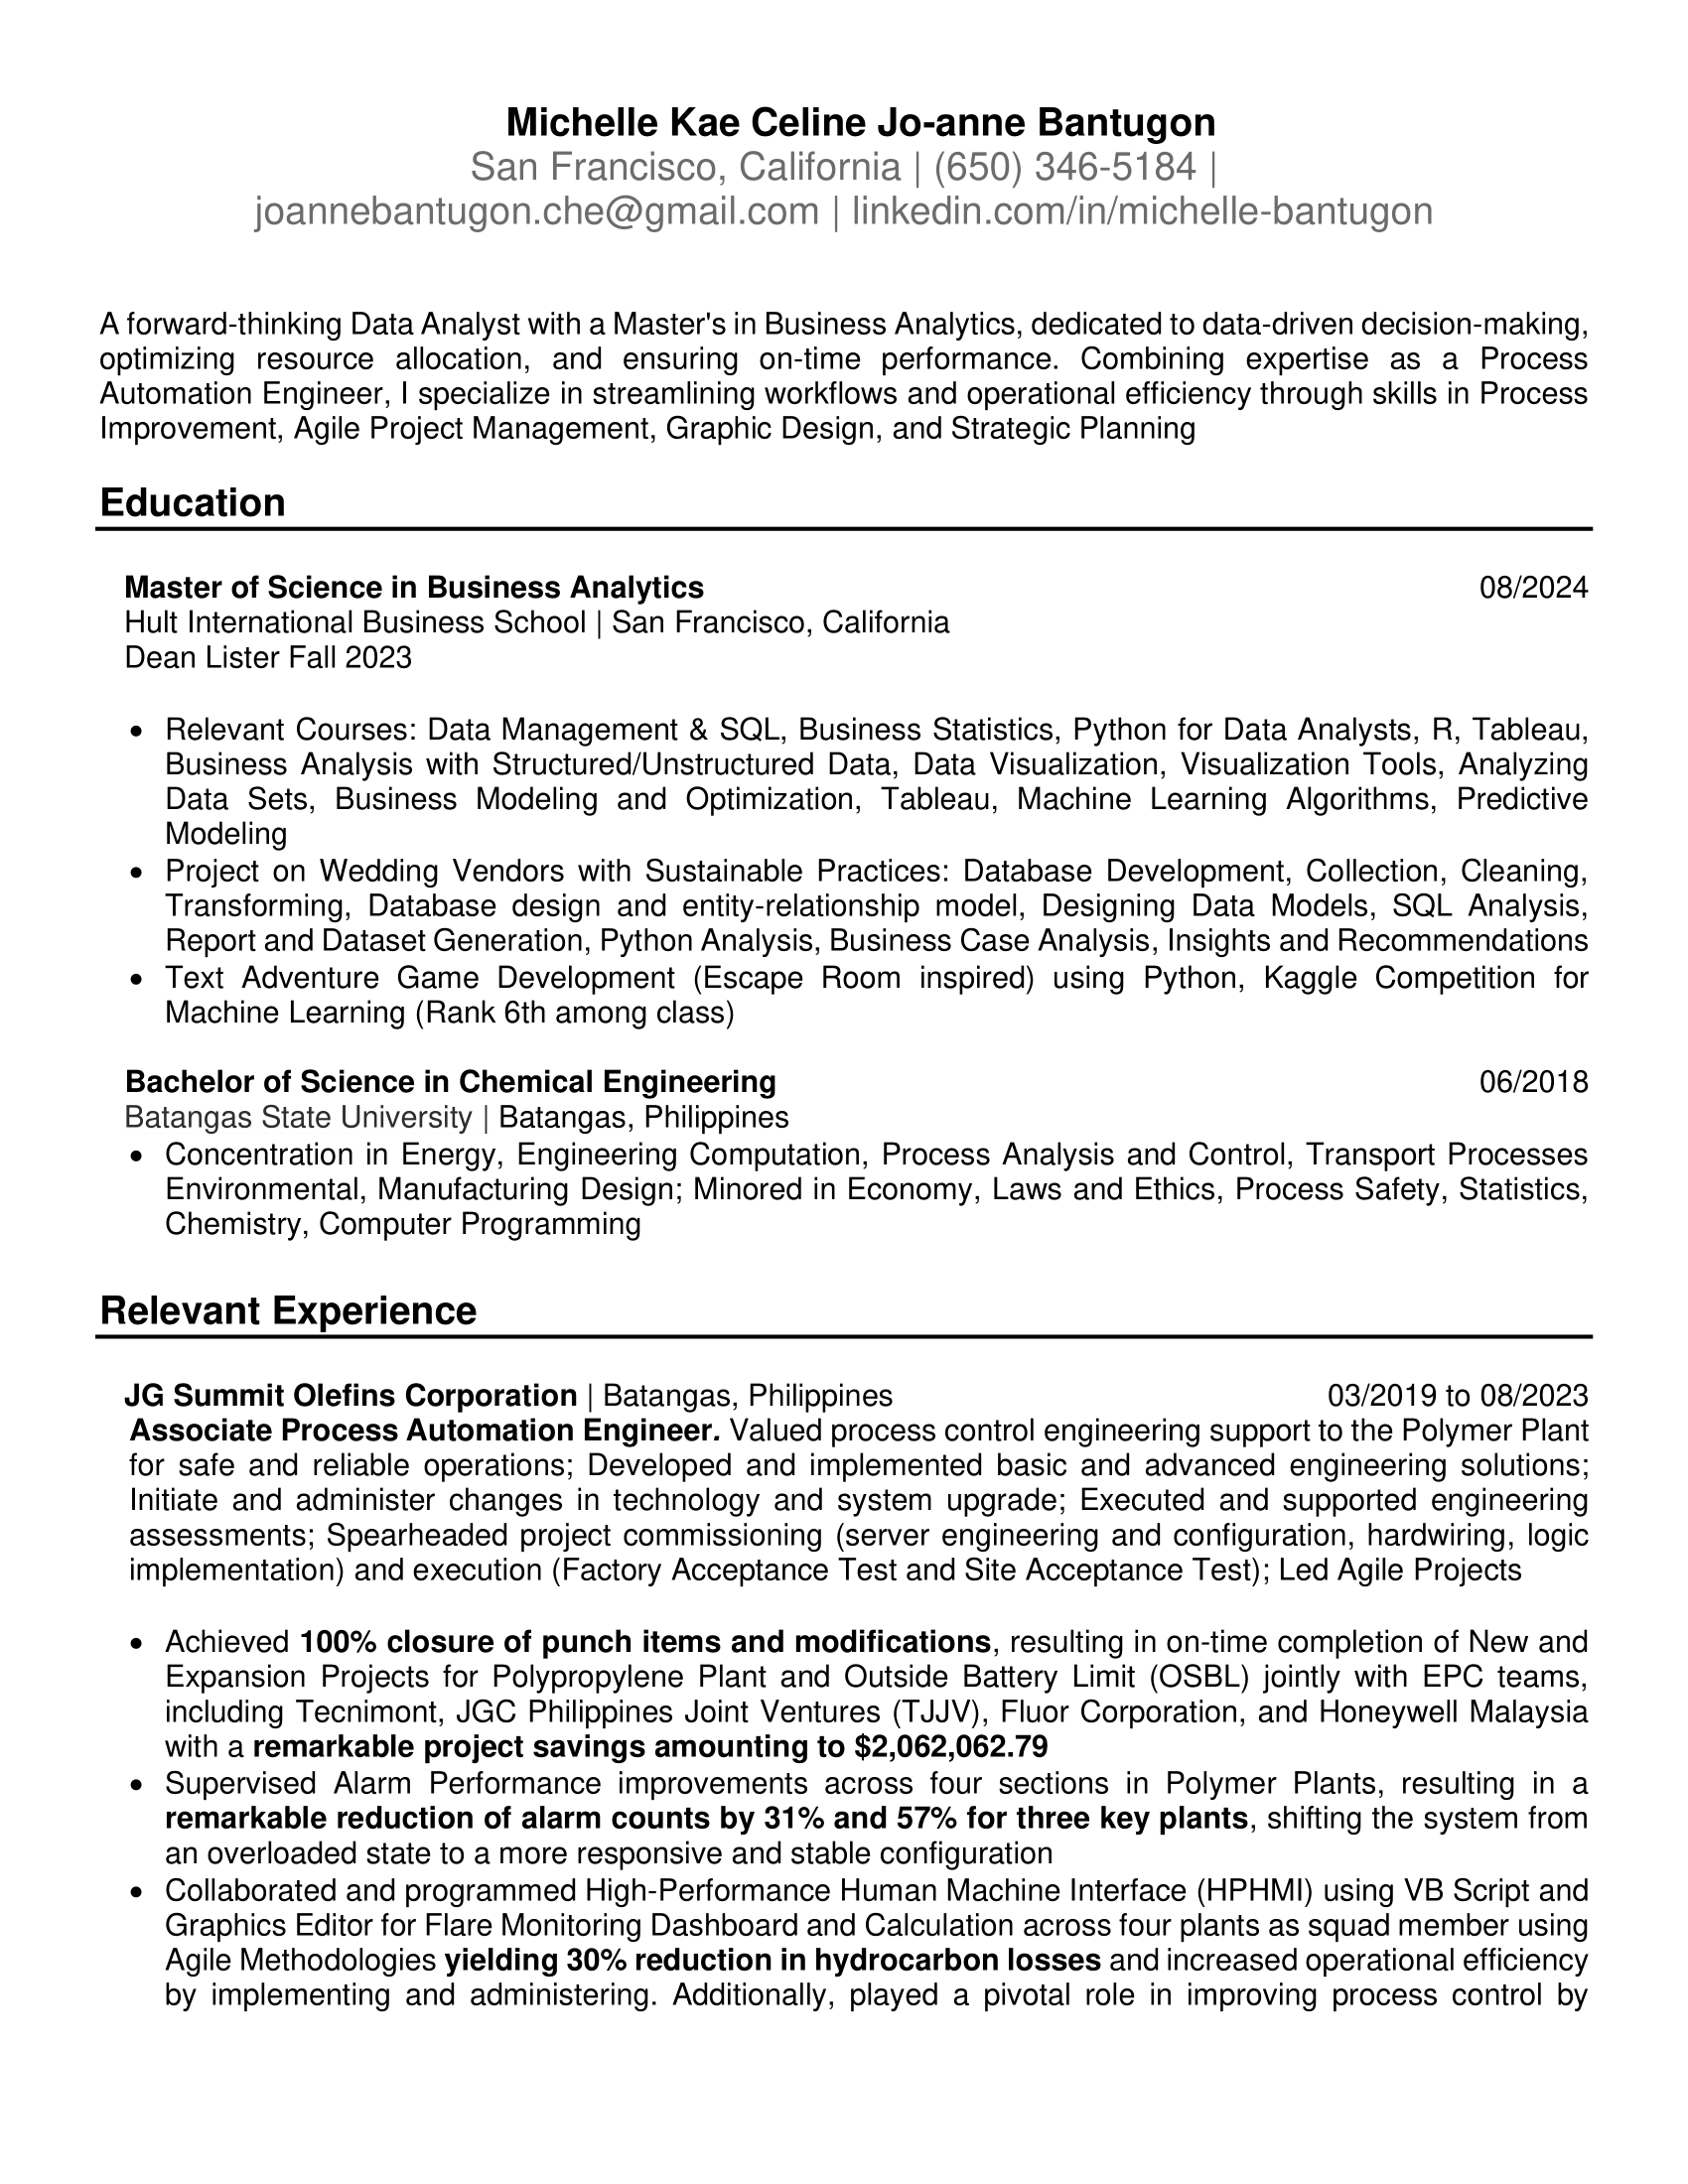 Michelle Kae Celine Jo-anne Bantugon
San Francisco, California | (650) 346-5184 |
joannebantugon.che@gmail.com | linkedin.com/in/michelle-bantugon
A forward-thinking Data Analyst with a Master's in Business Analytics, dedicated to data-driven decision-making,
optimizing resource allocation, and ensuring on-time performance. Combining expertise as a Process
Automation Engineer, I specialize in streamlining workflows and operational efficiency through skills in Process
Improvement, Agile Project Management, Graphic Design, and Strategic Planning
Education
Master of Science in Business Analytics 08/2024
Hult International Business School | San Francisco, California
Dean Lister Fall 2023
• Relevant Courses: Data Management & SQL, Business Statistics, Python for Data Analysts, R, Tableau,
Business Analysis with Structured/Unstructured Data, Data Visualization, Visualization Tools, Analyzing
Data Sets, Business Modeling and Optimization, Tableau, Machine Learning Algorithms, Predictive
Modeling
• Project on Wedding Vendors with Sustainable Practices: Database Development, Collection, Cleaning,
Transforming, Database design and entity-relationship model, Designing Data Models, SQL Analysis,
Report and Dataset Generation, Python Analysis, Business Case Analysis, Insights and Recommendations
• Text Adventure Game Development (Escape Room inspired) using Python, Kaggle Competition for
Machine Learning (Rank 6th among class)
Bachelor of Science in Chemical Engineering 06/2018
Batangas State University | Batangas, Philippines
• Concentration in Energy, Engineering Computation, Process Analysis and Control, Transport Processes
Environmental, Manufacturing Design; Minored in Economy, Laws and Ethics, Process Safety, Statistics,
Chemistry, Computer Programming
Relevant Experience
JG Summit Olefins Corporation | Batangas, Philippines 03/2019 to 08/2023
Associate Process Automation Engineer. Valued process control engineering support to the Polymer Plant
for safe and reliable operations; Developed and implemented basic and advanced engineering solutions;
Initiate and administer changes in technology and system upgrade; Executed and supported engineering
assessments; Spearheaded project commissioning (server engineering and configuration, hardwiring, logic
implementation) and execution (Factory Acceptance Test and Site Acceptance Test); Led Agile Projects
• Achieved 100% closure of punch items and modifications, resulting in on-time completion of New and
Expansion Projects for Polypropylene Plant and Outside Battery Limit (OSBL) jointly with EPC teams,
including Tecnimont, JGC Philippines Joint Ventures (TJJV), Fluor Corporation, and Honeywell Malaysia
with a remarkable project savings amounting to $2,062,062.79
• Supervised Alarm Performance improvements across four sections in Polymer Plants, resulting in a
remarkable reduction of alarm counts by 31% and 57% for three key plants, shifting the system from
an overloaded state to a more responsive and stable configuration
• Collaborated and programmed High-Performance Human Machine Interface (HPHMI) using VB Script and
Graphics Editor for Flare Monitoring Dashboard and Calculation across four plants as squad member using
Agile Methodologies yielding 30% reduction in hydrocarbon losses and increased operational efficiency
by implementing and administering. Additionally, played a pivotal role in improving process control by